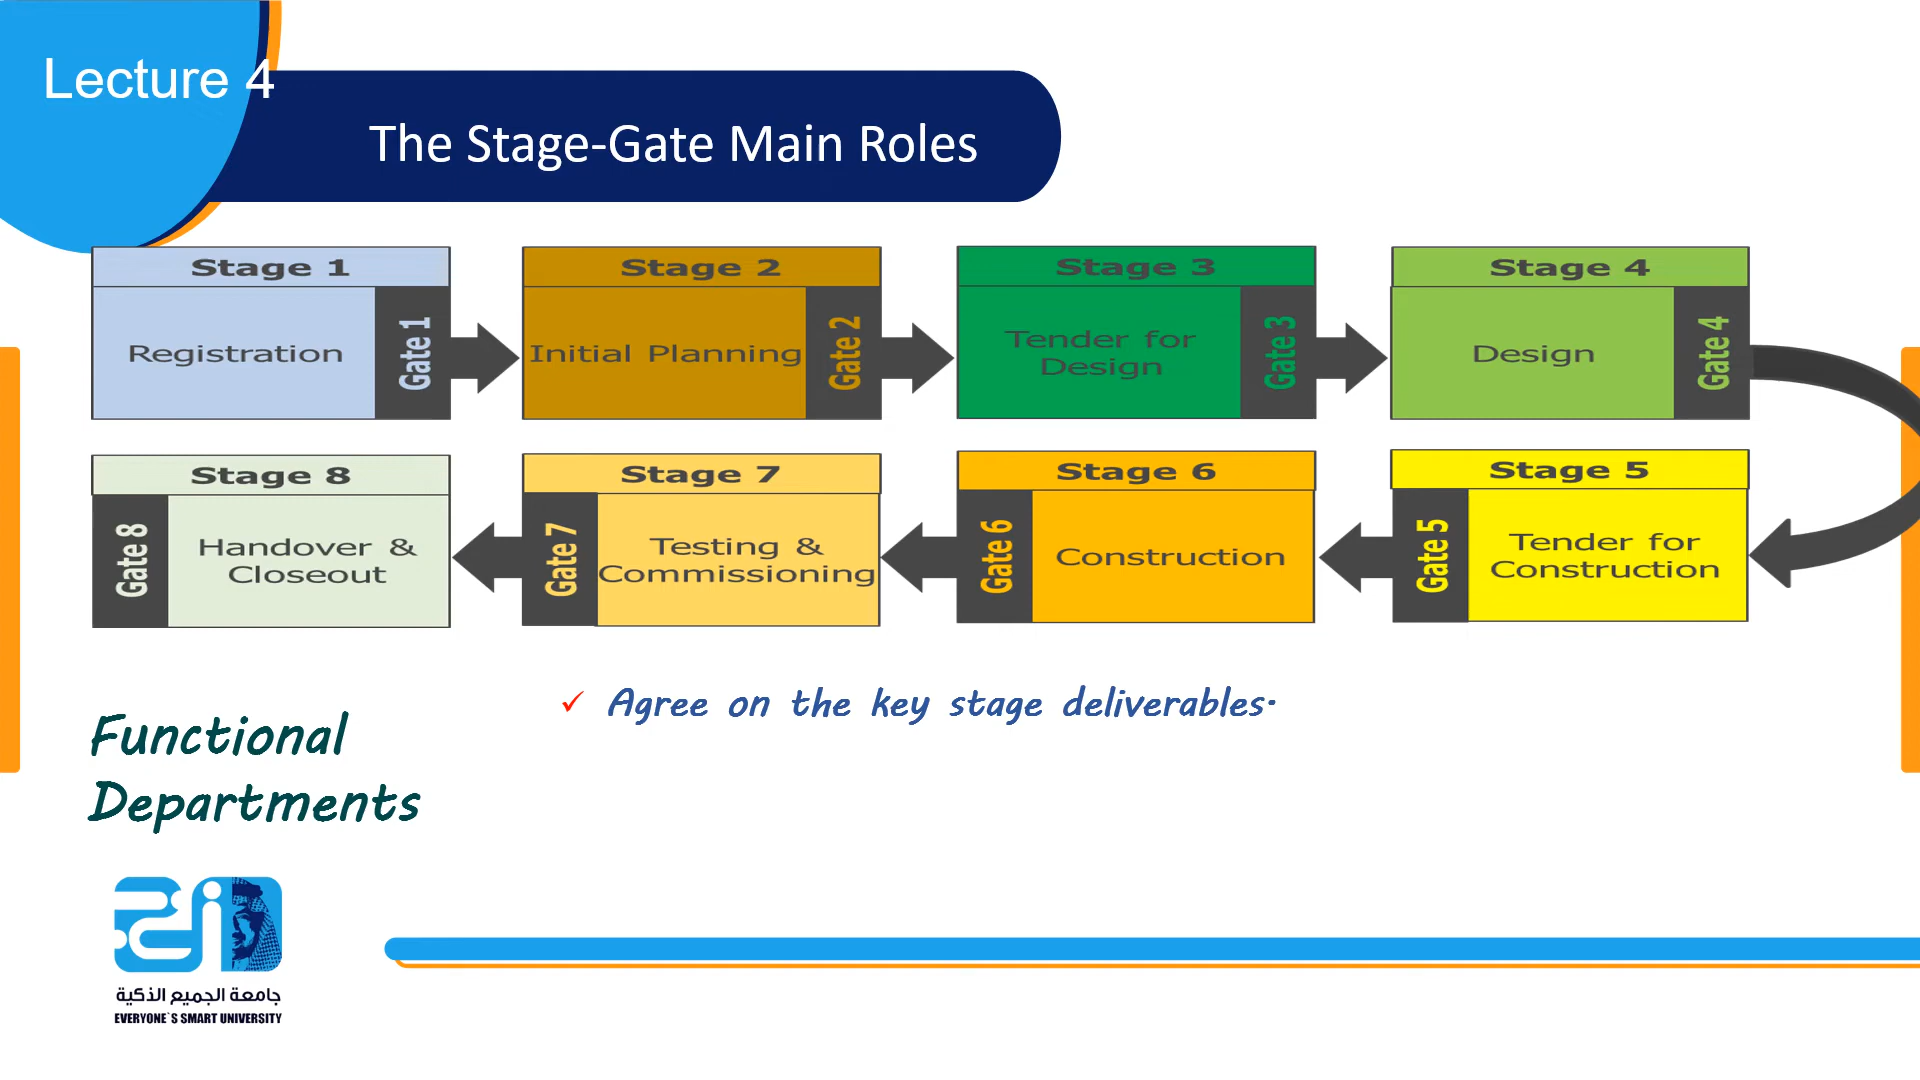 Lecture 4
The Stage-Gate Main Roles
Stage 1
Registration
Gate 1
Stage 2
Initial Planning
Gate 2
Stage 3
Tender for
Design
Gate 3
Stage 4
Design
Gate 4
Stage 5
Tender for
Construction
Gate 5
Stage 6
Construction
Gate 6
Stage 7
Testing &
Commissioning
Gate 7
Stage 8
Handover &
Closeout
Gate 8
Functional
Departments
✓ Agree on the key stage deliverables.
جامعة الجميع الذكية
EVERYONE`S SMART UNIVERSITY